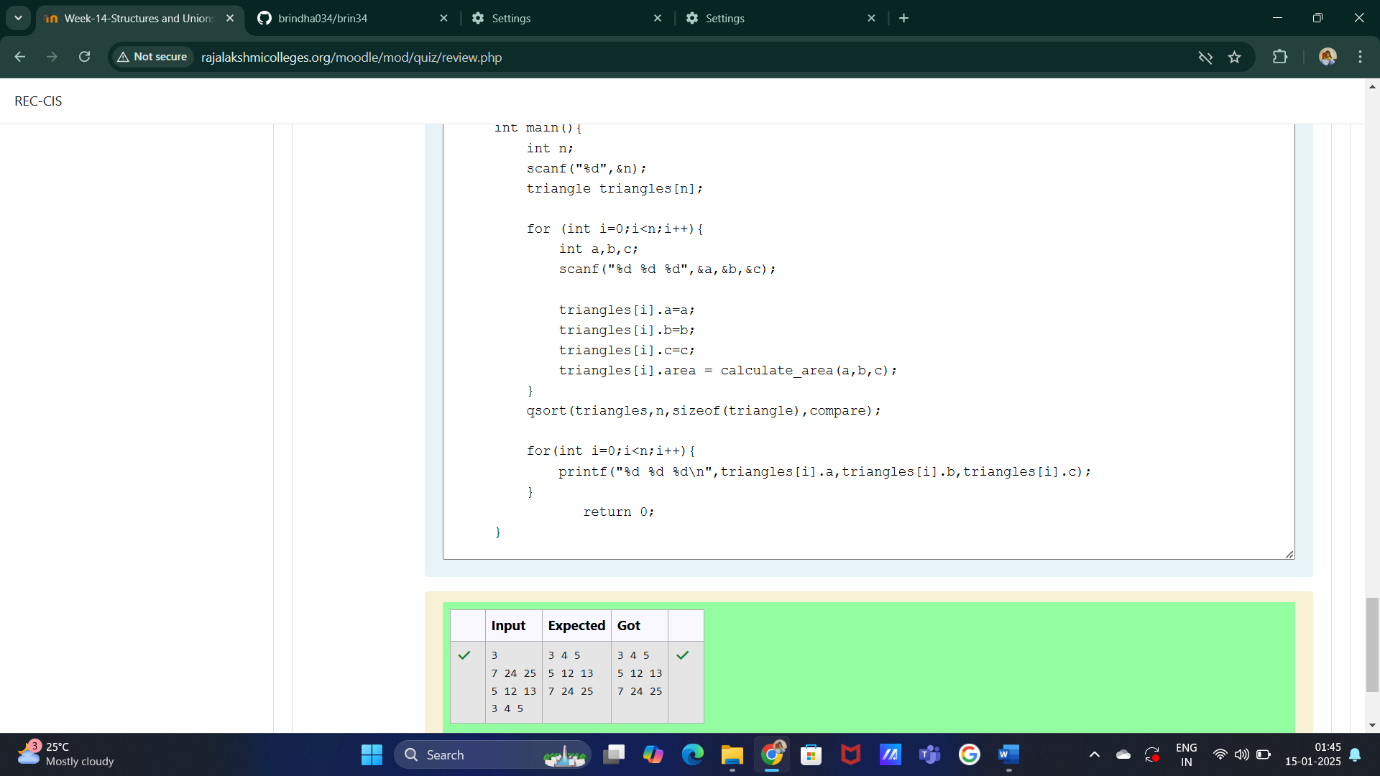 Week-14-Structures and Unions
brindha034/brin34
Settings
Settings
Not secure
rajalakshmicolleges.org/moodle/mod/quiz/review.php
REC-CIS
int main(){
int n;
scanf("%d",&n);
triangle triangles[n];
for (int i=0;i<n;i++){
int a,b,c;
scanf("%d %d %d",&a,&b,&c);
triangles[i].a=a;
triangles[i].b=b;
triangles[i].c=c;
triangles[i].area = calculate_area(a,b,c);
}
qsort(triangles,n,sizeof(triangle),compare);
for(int i=0;i<n;i++){
printf("%d %d %d\n",triangles[i].a,triangles[i].b,triangles[i].c);
}
return 0;
}
Input Expected Got
3 3 4 5 3 4 5
7 24 25 5 12 13 5 12 13
5 12 13 7 24 25 7 24 25
3 4 5
3
25°C
Mostly cloudy
Search
ENG
IN
01:45
15-01-2025